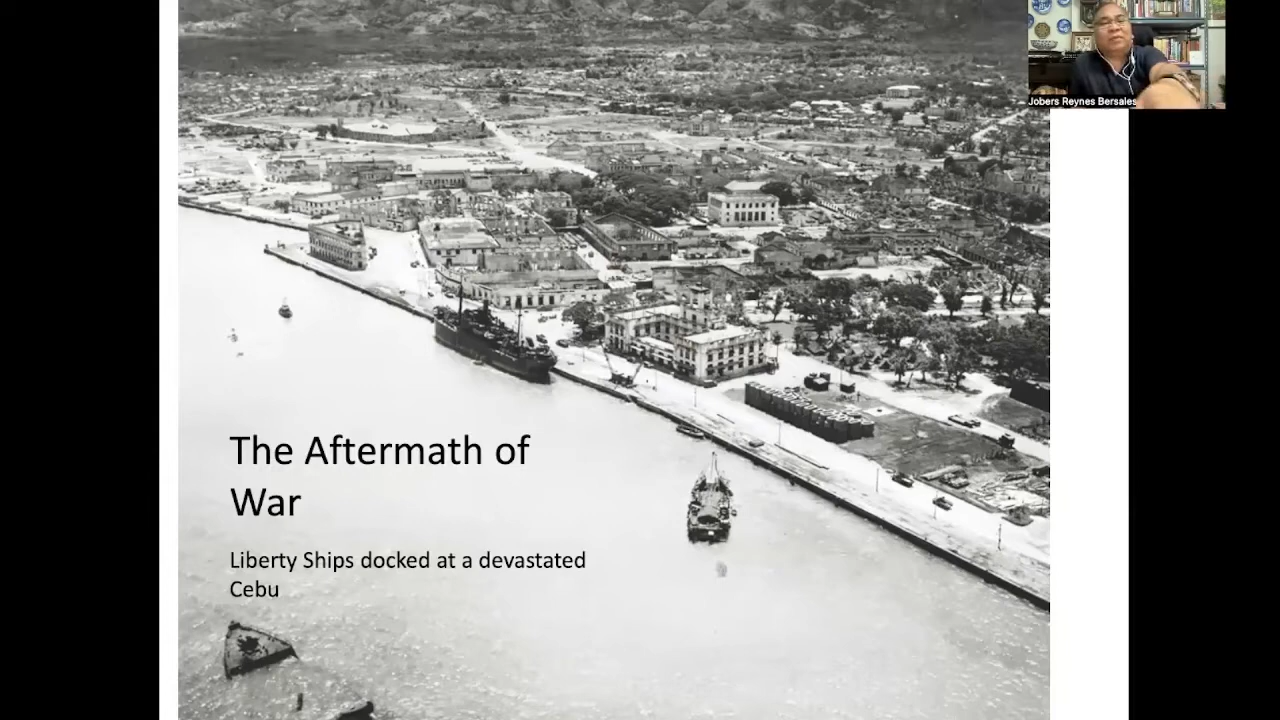 Jobers Reynes Bersales
The Aftermath of
War
Liberty Ships docked at a devastated
Cebu